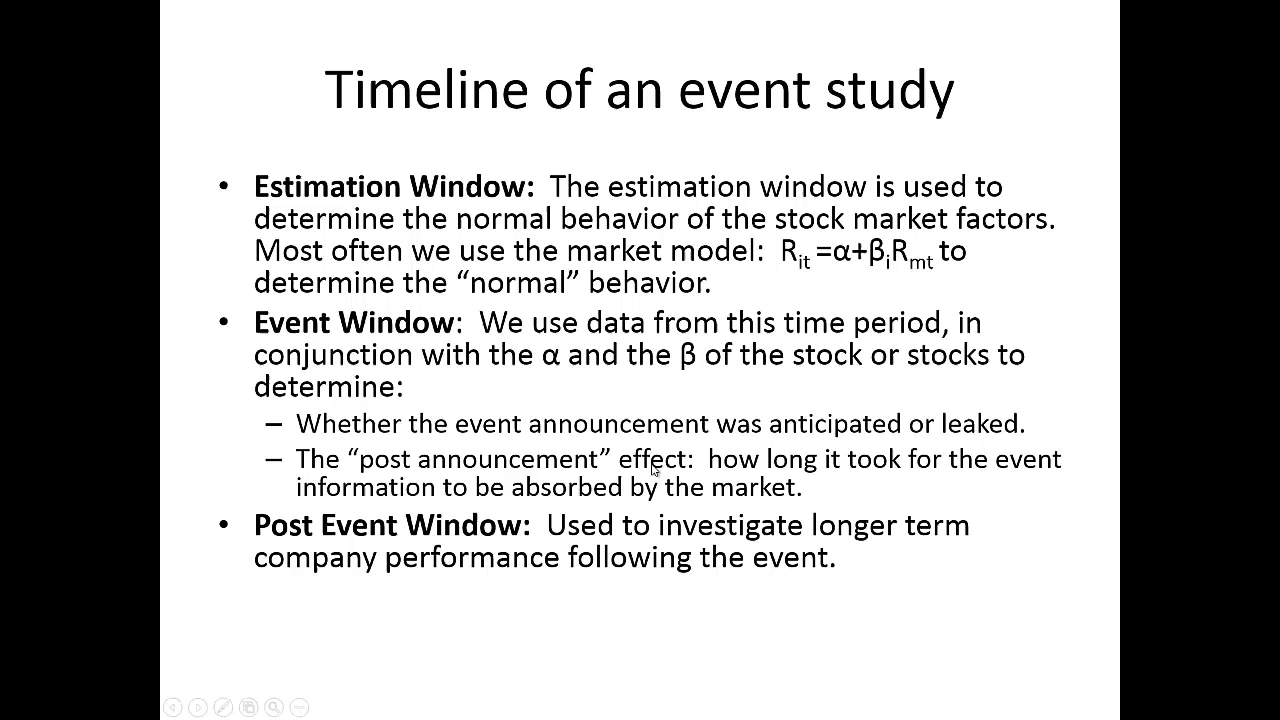 Timeline of an event study
• Estimation Window: The estimation window is used to
determine the normal behavior of the stock market factors.
Most often we use the market model: Rit =α+βiRmt to
determine the “normal” behavior.
• Event Window: We use data from this time period, in
conjunction with the α and the β of the stock or stocks to
determine:
– Whether the event announcement was anticipated or leaked.
– The “post announcement” effect: how long it took for the event
information to be absorbed by the market.
• Post Event Window: Used to investigate longer term
company performance following the event.